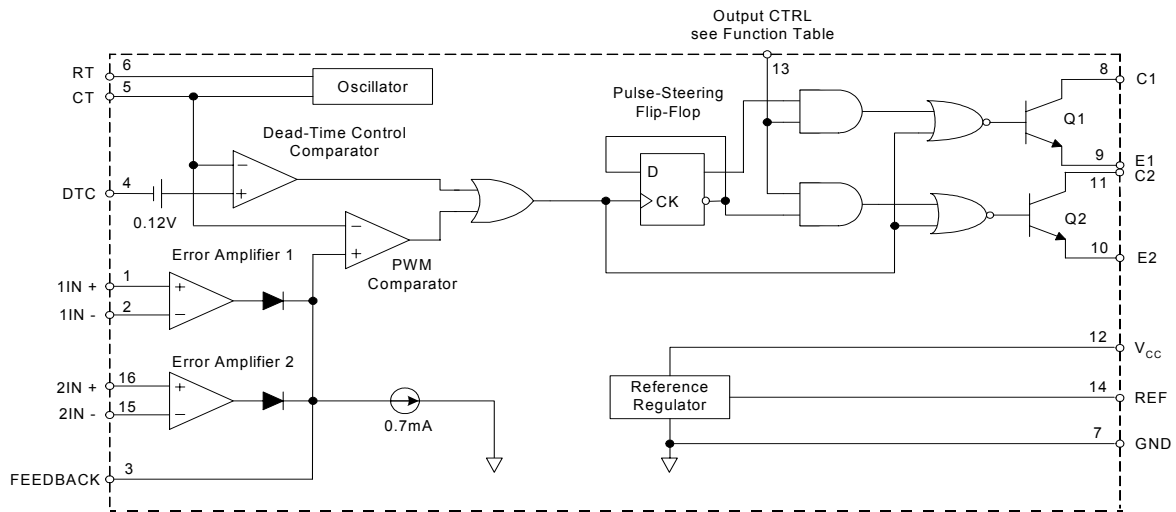 Output CTRL
see Function Table
RT 6
CT 5
Oscillator
13
Pulse-Steering
Flip-Flop
8 C1
Q1
9 E1
Dead-Time Control
Comparator
−
+
DTC 4
0.12V
D
CK
C2
11
Q2
10 E2
−
+
PWM
Comparator
Error Amplifier 1
1IN + 1
1IN - 2
+
−
Error Amplifier 2
2IN + 16
2IN - 15
+
−
0.7mA
FEEDBACK 3
12 VCC
Reference
Regulator
14 REF
7 GND